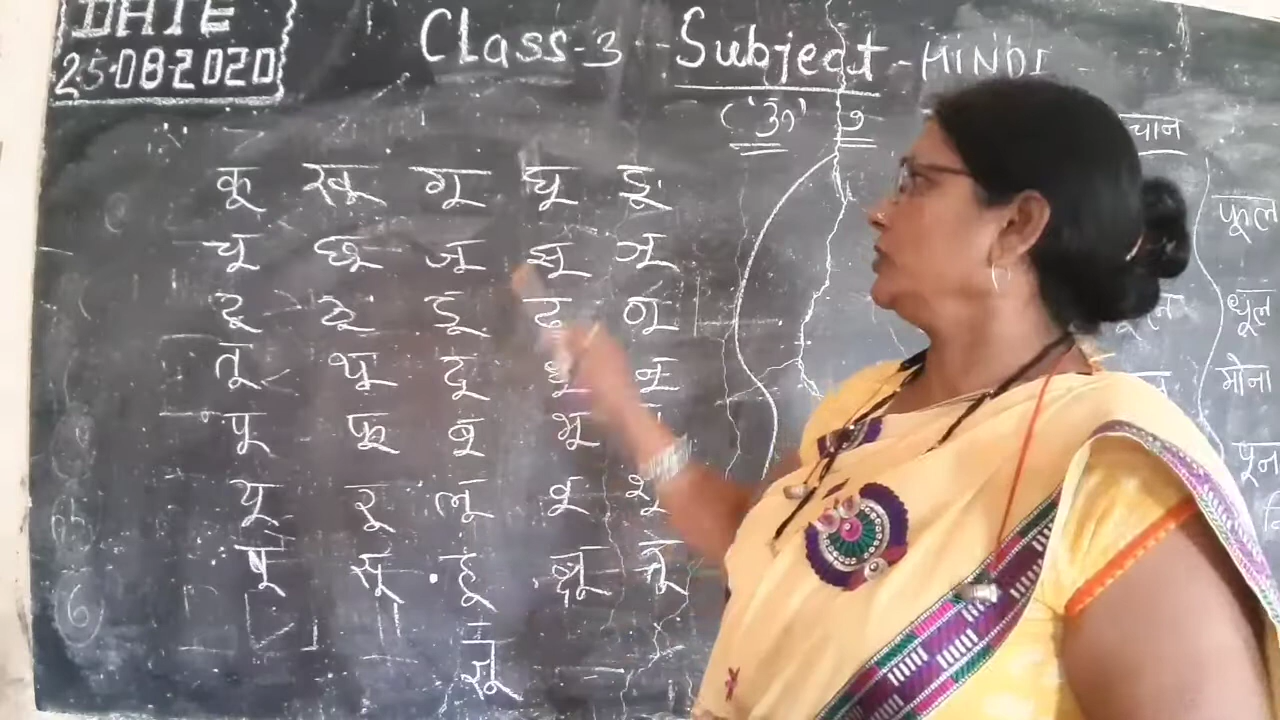 DATE
25-08-2020
Class-3 Subject - HINDI
('ऊ' ू चान
कू खू गू घू ङू
चू छू जू झू ञू
टू ठू डू ढू णू
तू थू दू धू नू
पू फू बू भू
यू रू लू वू शू
षू सू हू क्षू त्रू
ज्ञू
फूल
धूल
मोना
पून